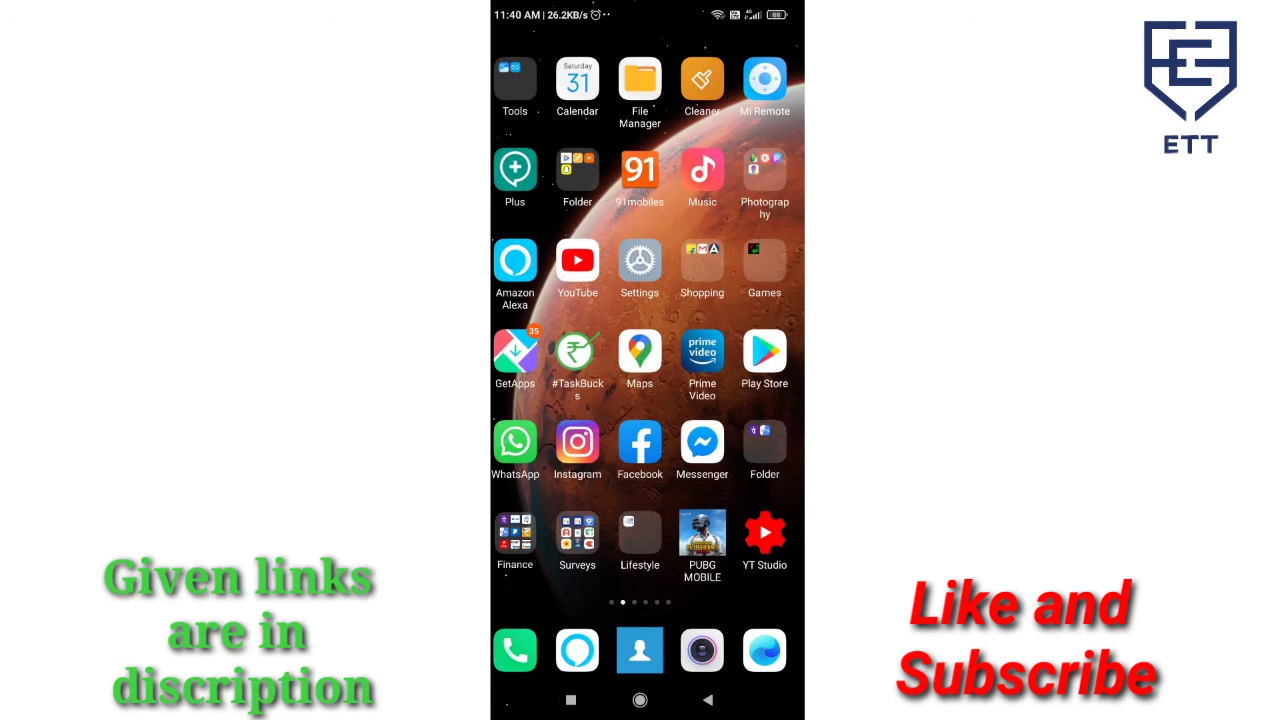 11:40 AM | 26.2KB/s
ETT
Saturday
31
Tools
Calendar
File
Manager
Cleaner
Mi Remote
91
Plus
Folder
91mobiles
Music
Photograp
hy
Amazon
Alexa
YouTube
Settings
Shopping
Games
35
prime
video
GetApps
#TaskBuck
s
Maps
Prime
Video
Play Store
WhatsApp
Instagram
Facebook
Messenger
Folder
Finance
Surveys
Lifestyle
PUBG
MOBILE
YT Studio
Given links
are in
discription
Like and
Subscribe